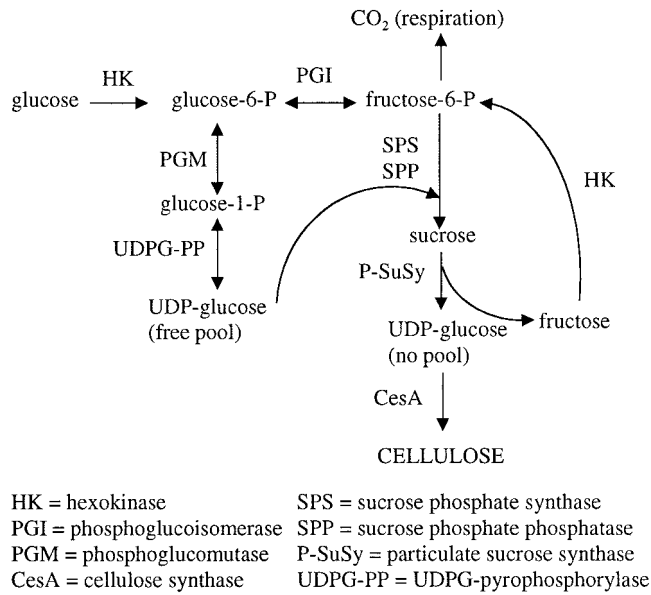 CO₂ (respiration)
HK
PGI
glucose
glucose-6-P
fructose-6-P
PGM
SPS
SPP
HK
glucose-1-P
UDPG-PP
sucrose
P-SuSy
UDP-glucose
(free pool)
UDP-glucose
(no pool)
fructose
CesA
CELLULOSE
HK = hexokinase
SPS = sucrose phosphate synthase
PGI = phosphoglucoisomerase
SPP = sucrose phosphate phosphatase
PGM = phosphoglucomutase
P-SuSy = particulate sucrose synthase
CesA = cellulose synthase
UDPG-PP = UDPG-pyrophosphorylase